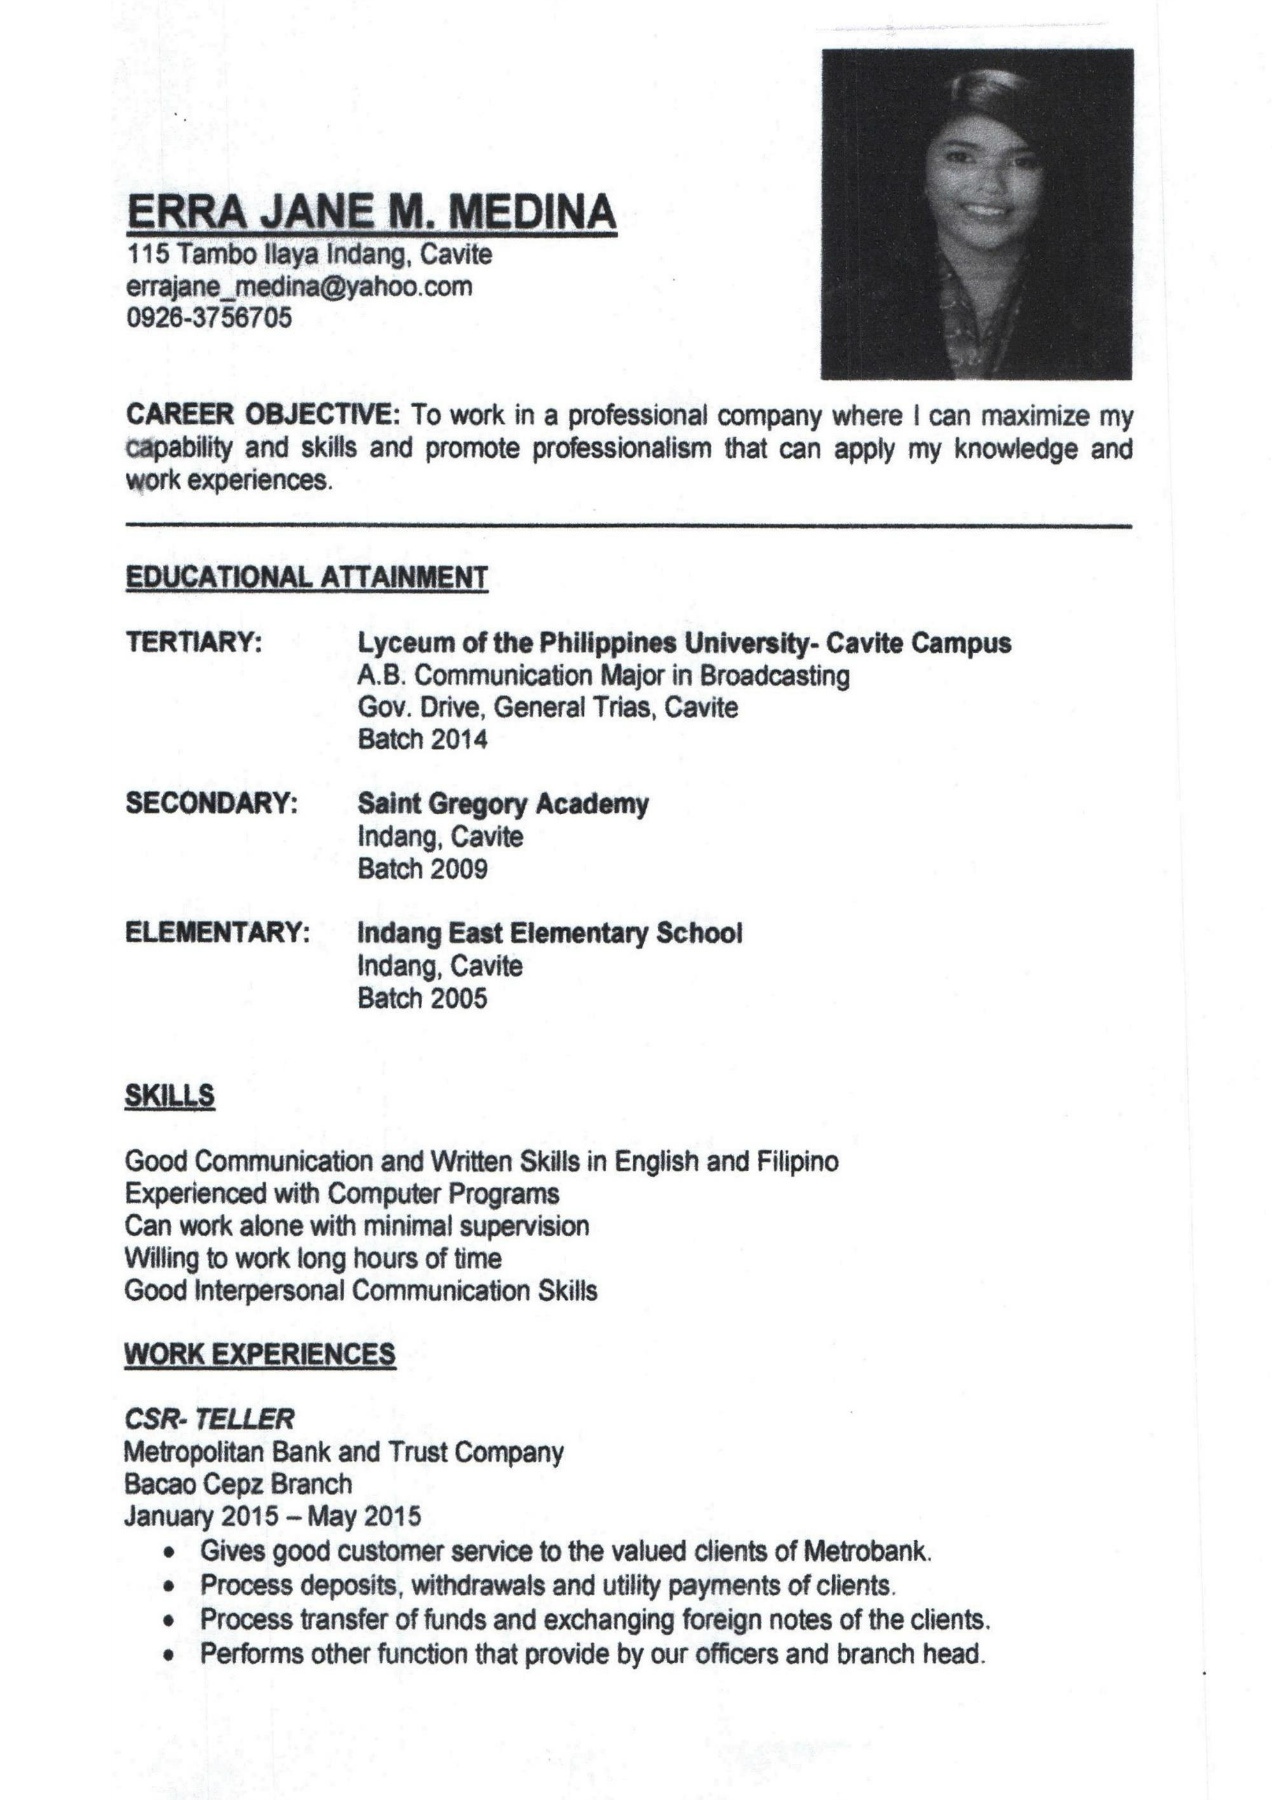 ERRA JANE M. MEDINA
115 Tambo Ilaya Indang, Cavite
errajane_medina@yahoo.com
0926-3756705
CAREER OBJECTIVE: To work in a professional company where I can maximize my
capability and skills and promote professionalism that can apply my knowledge and
work experiences.
EDUCATIONAL ATTAINMENT
TERTIARY: Lyceum of the Philippines University- Cavite Campus
A.B. Communication Major in Broadcasting
Gov. Drive, General Trias, Cavite
Batch 2014
SECONDARY: Saint Gregory Academy
Indang, Cavite
Batch 2009
ELEMENTARY: Indang East Elementary School
Indang, Cavite
Batch 2005
SKILLS
Good Communication and Written Skills in English and Filipino
Experienced with Computer Programs
Can work alone with minimal supervision
Willing to work long hours of time
Good Interpersonal Communication Skills
WORK EXPERIENCES
CSR- TELLER
Metropolitan Bank and Trust Company
Bacao Cepz Branch
January 2015 – May 2015
• Gives good customer service to the valued clients of Metrobank.
• Process deposits, withdrawals and utility payments of clients.
• Process transfer of funds and exchanging foreign notes of the clients.
• Performs other function that provide by our officers and branch head.